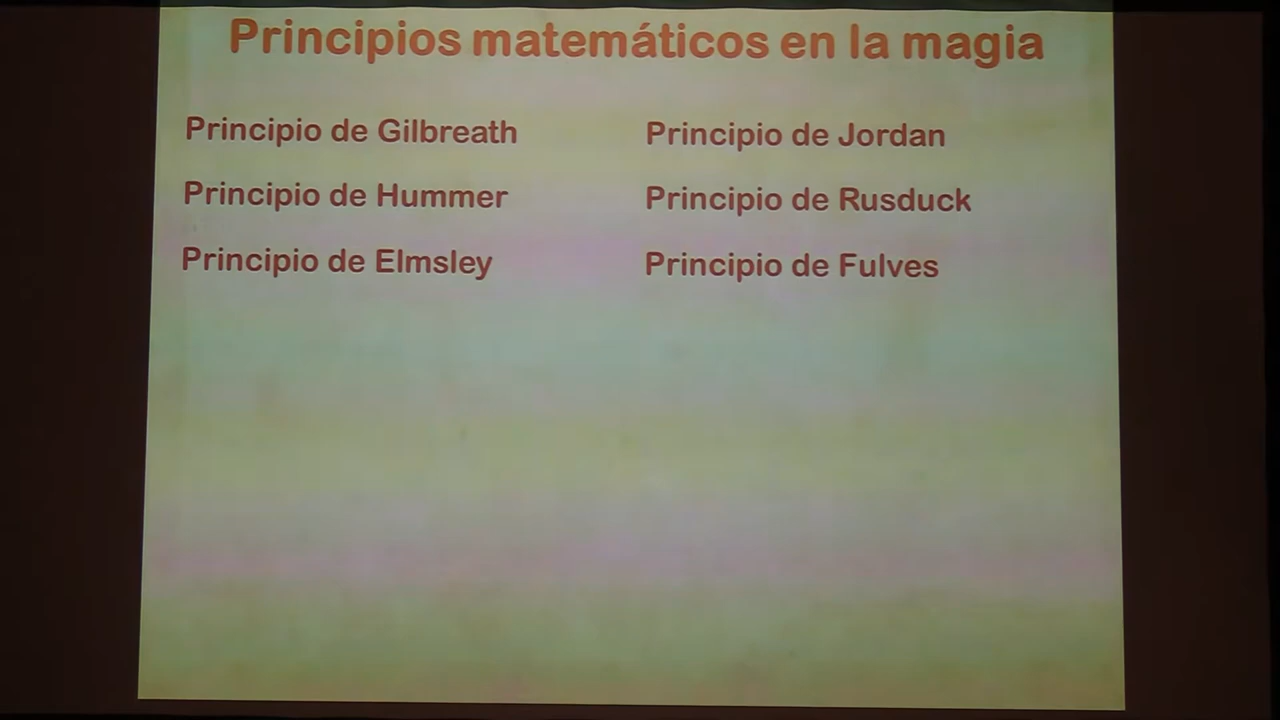 Principios matemáticos en la magia
Principio de Gilbreath
Principio de Hummer
Principio de Elmsley
Principio de Jordan
Principio de Rusduck
Principio de Fulves